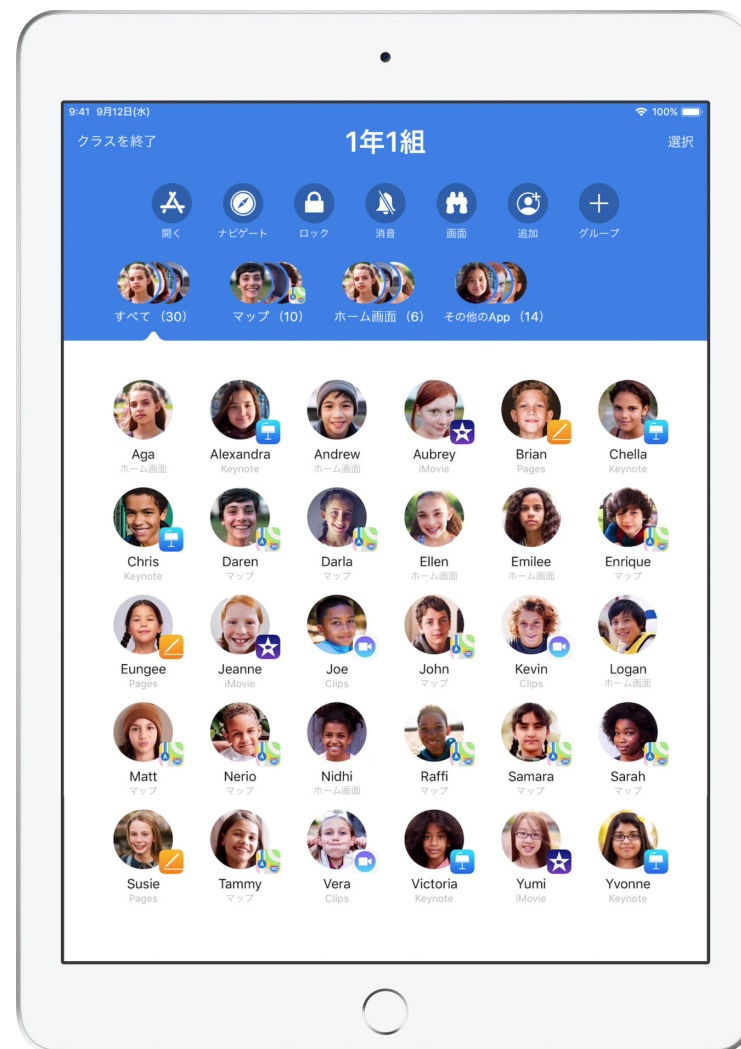 9:41 9月12日(水) 100%
クラスを終了 1年1組 選択
開く ナビゲート ロック 消音 画面 追加 グループ
すべて (30) マップ (10) ホーム画面 (6) その他のApp (14)
Aga Alexandra Andrew Aubrey Brian Chella
ホーム画面 Keynote ホーム画面 iMovie Pages Keynote
Chris Daren Darla Ellen Emilee Enrique
Keynote マップ マップ ホーム画面 ホーム画面 マップ
Eungee Jeanne Joe John Kevin Logan
Pages iMovie Clips マップ Clips ホーム画面
Matt Nerio Nidhi Raffi Samara Sarah
マップ マップ ホーム画面 マップ マップ マップ
Susie Tammy Vera Victoria Yumi Yvonne
Pages マップ Clips Keynote iMovie Keynote